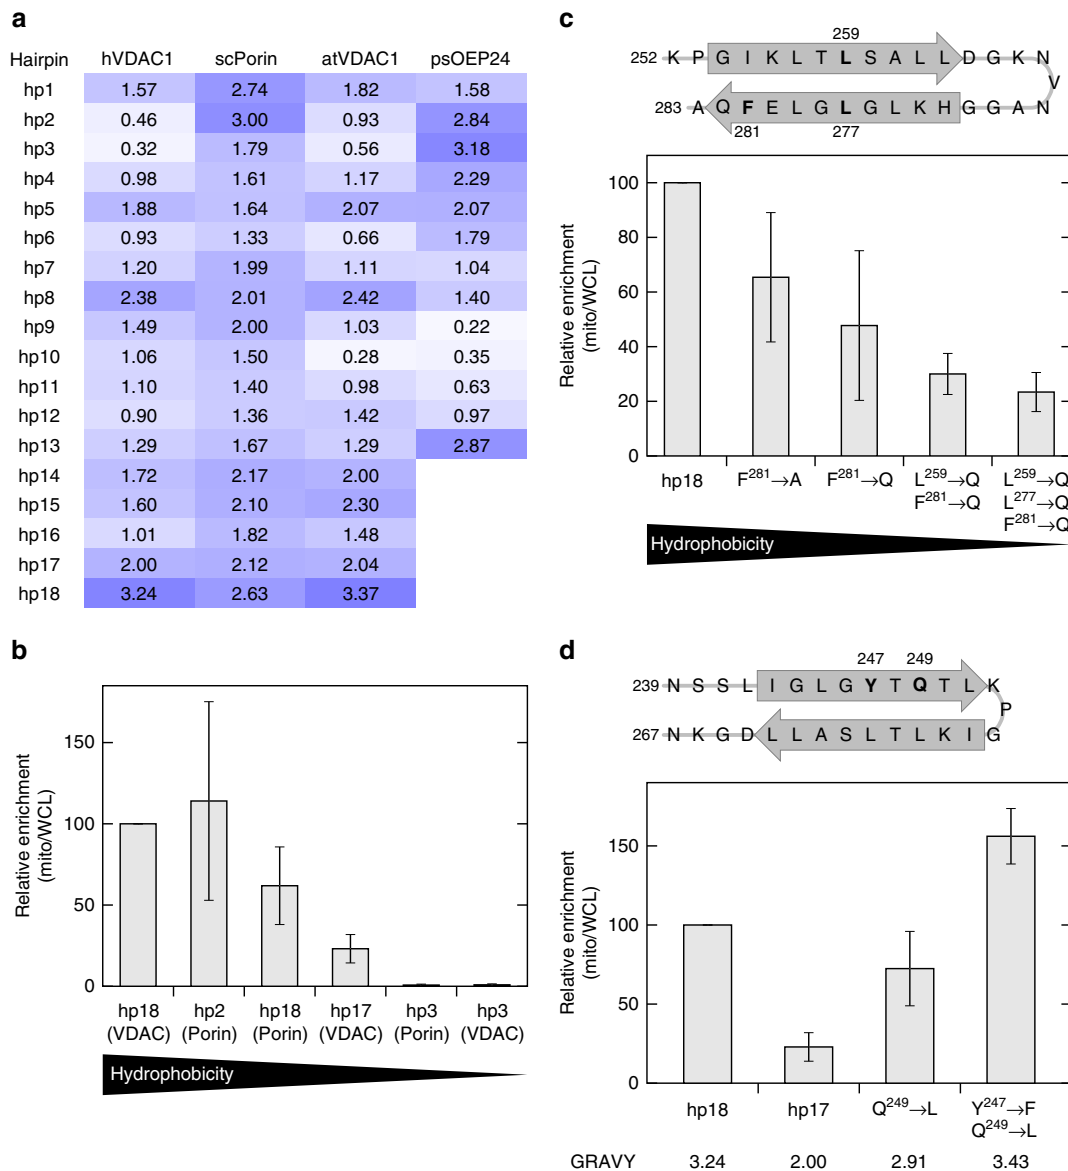 a
Hairpin hVDAC1 scPorin atVDAC1 psOEP24
hp1 1.57 2.74 1.82 1.58
hp2 0.46 3.00 0.93 2.84
hp3 0.32 1.79 0.56 3.18
hp4 0.98 1.61 1.17 2.29
hp5 1.88 1.64 2.07 2.07
hp6 0.93 1.33 0.66 1.79
hp7 1.20 1.99 1.11 1.04
hp8 2.38 2.01 2.42 1.40
hp9 1.49 2.00 1.03 0.22
hp10 1.06 1.50 0.28 0.35
hp11 1.10 1.40 0.98 0.63
hp12 0.90 1.36 1.42 0.97
hp13 1.29 1.67 1.29 2.87
hp14 1.72 2.17 2.00
hp15 1.60 2.10 2.30
hp16 1.01 1.82 1.48
hp17 2.00 2.12 2.04
hp18 3.24 2.63 3.37
b
Relative enrichment
(mito/WCL)
150
100
50
0
hp18 hp2 hp18 hp17 hp3 hp3
(VDAC) (Porin) (Porin) (VDAC) (Porin) (VDAC)
Hydrophobicity
c
259
252 K P G I K L T L S A L L D G K N
V
283 A Q F E L G L G L K H G G A N
281 277
Relative enrichment
(mito/WCL)
100
80
60
40
20
0
hp18 F281→A F281→Q L259→Q L259→Q
F281→Q L277→Q
F281→Q
Hydrophobicity
d
247 249
239 N S S L I G L G Y T Q T L K
P
267 N K G D L L A S L T L K I G
Relative enrichment
(mito/WCL)
150
100
50
0
hp18 hp17 Q249→L Y247→F
Q249→L
GRAVY 3.24 2.00 2.91 3.43